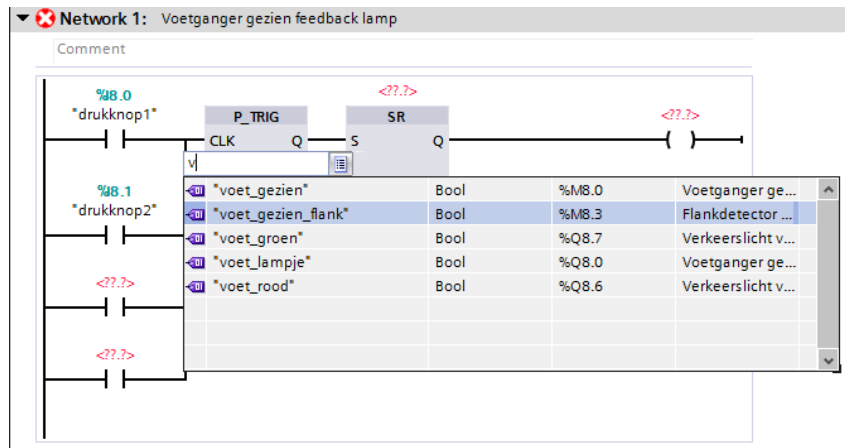 Network 1: Voetganger gezien feedback lamp
Comment
%I8.0
"drukknop1"
P_TRIG
CLK Q
<??.?>
SR
S Q
<??.?>
v
%I8.1
"drukknop2"
<??.?>
<??.?>
"voet_gezien" Bool %M8.0 Voetganger ge...
"voet_gezien_flank" Bool %M8.3 Flankdetector ...
"voet_groen" Bool %Q8.7 Verkeerslicht v...
"voet_lampje" Bool %Q8.0 Voetganger ge...
"voet_rood" Bool %Q8.6 Verkeerslicht v...